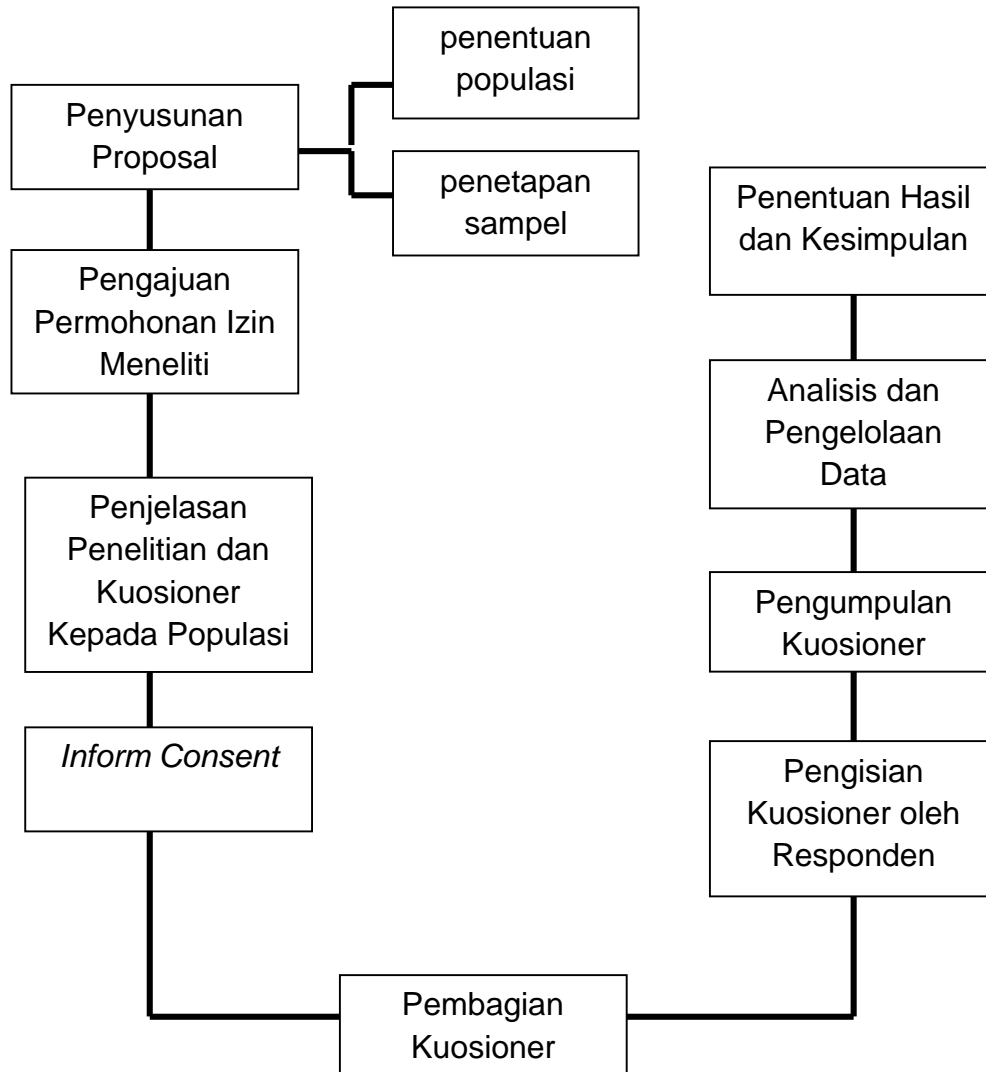 Penyusunan
Proposal
penentuan
populasi
penetapan
sampel
Pengajuan
Permohonan Izin
Meneliti
Penjelasan
Penelitian dan
Kuosioner
Kepada Populasi
Inform Consent
Pembagian
Kuosioner
Pengisian
Kuosioner oleh
Responden
Pengumpulan
Kuosioner
Analisis dan
Pengelolaan
Data
Penentuan Hasil
dan Kesimpulan